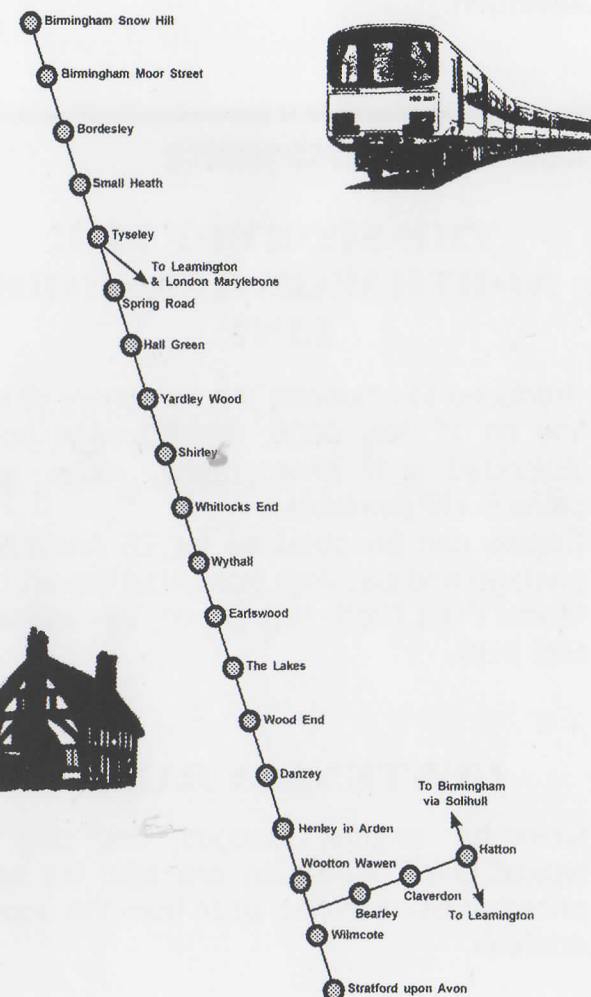 Birmingham Snow Hill
Birmingham Moor Street
Bordesley
Small Heath
Tyseley
To Leamington
& London Marylebone
Spring Road
Hall Green
Yardley Wood
Shirley
Whitlocks End
Wythall
Earlswood
The Lakes
Wood End
Danzey
To Birmingham
via Solihull
Henley in Arden
Hatton
Wootton Wawen
Claverdon
Bearley
To Leamington
Wilmcote
Stratford upon Avon